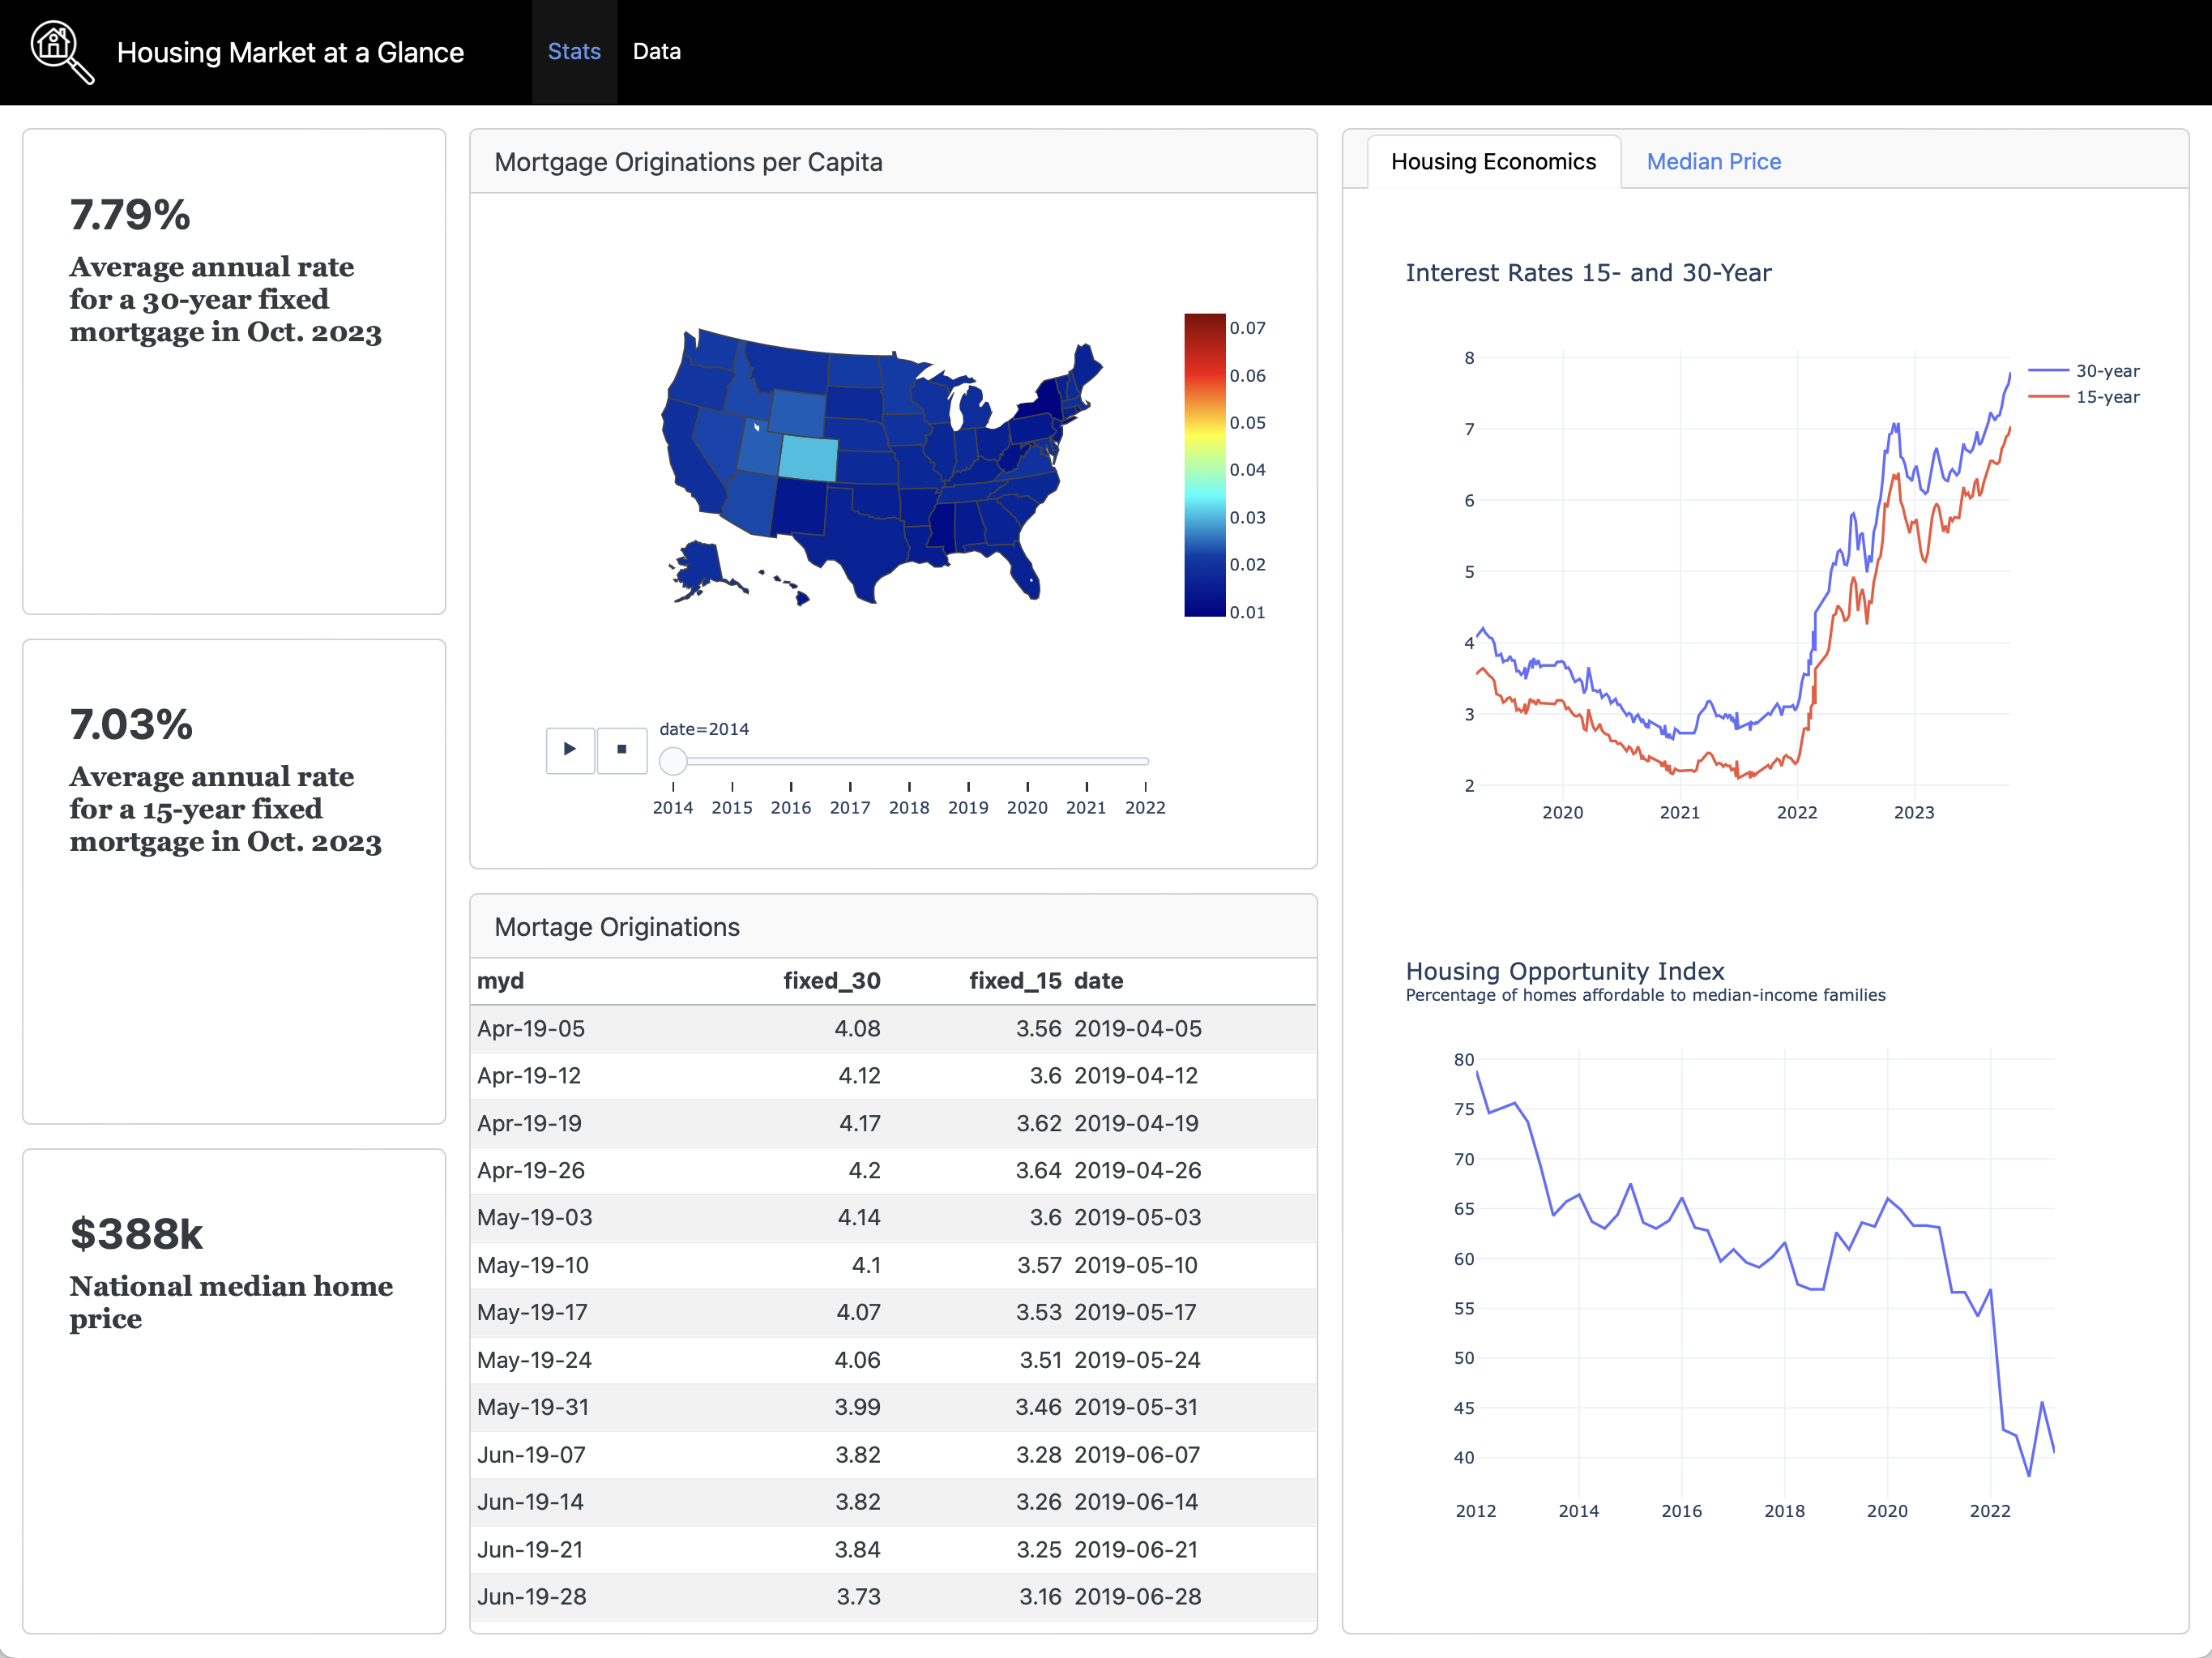 Housing Market at a Glance
Stats
Data
7.79%
Average annual rate
for a 30-year fixed
mortgage in Oct. 2023
7.03%
Average annual rate
for a 15-year fixed
mortgage in Oct. 2023
$388k
National median home
price
Mortgage Originations per Capita
0.07
0.06
0.05
0.04
0.03
0.02
0.01
date=2014
2014 2015 2016 2017 2018 2019 2020 2021 2022
Mortage Originations
myd fixed_30 fixed_15 date
Apr-19-05 4.08 3.56 2019-04-05
Apr-19-12 4.12 3.6 2019-04-12
Apr-19-19 4.17 3.62 2019-04-19
Apr-19-26 4.2 3.64 2019-04-26
May-19-03 4.14 3.6 2019-05-03
May-19-10 4.1 3.57 2019-05-10
May-19-17 4.07 3.53 2019-05-17
May-19-24 4.06 3.51 2019-05-24
May-19-31 3.99 3.46 2019-05-31
Jun-19-07 3.82 3.28 2019-06-07
Jun-19-14 3.82 3.26 2019-06-14
Jun-19-21 3.84 3.25 2019-06-21
Jun-19-28 3.73 3.16 2019-06-28
Housing Economics
Median Price
Interest Rates 15- and 30-Year
8
7
6
5
4
3
2
2020 2021 2022 2023
30-year
15-year
Housing Opportunity Index
Percentage of homes affordable to median-income families
80
75
70
65
60
55
50
45
40
2012 2014 2016 2018 2020 2022